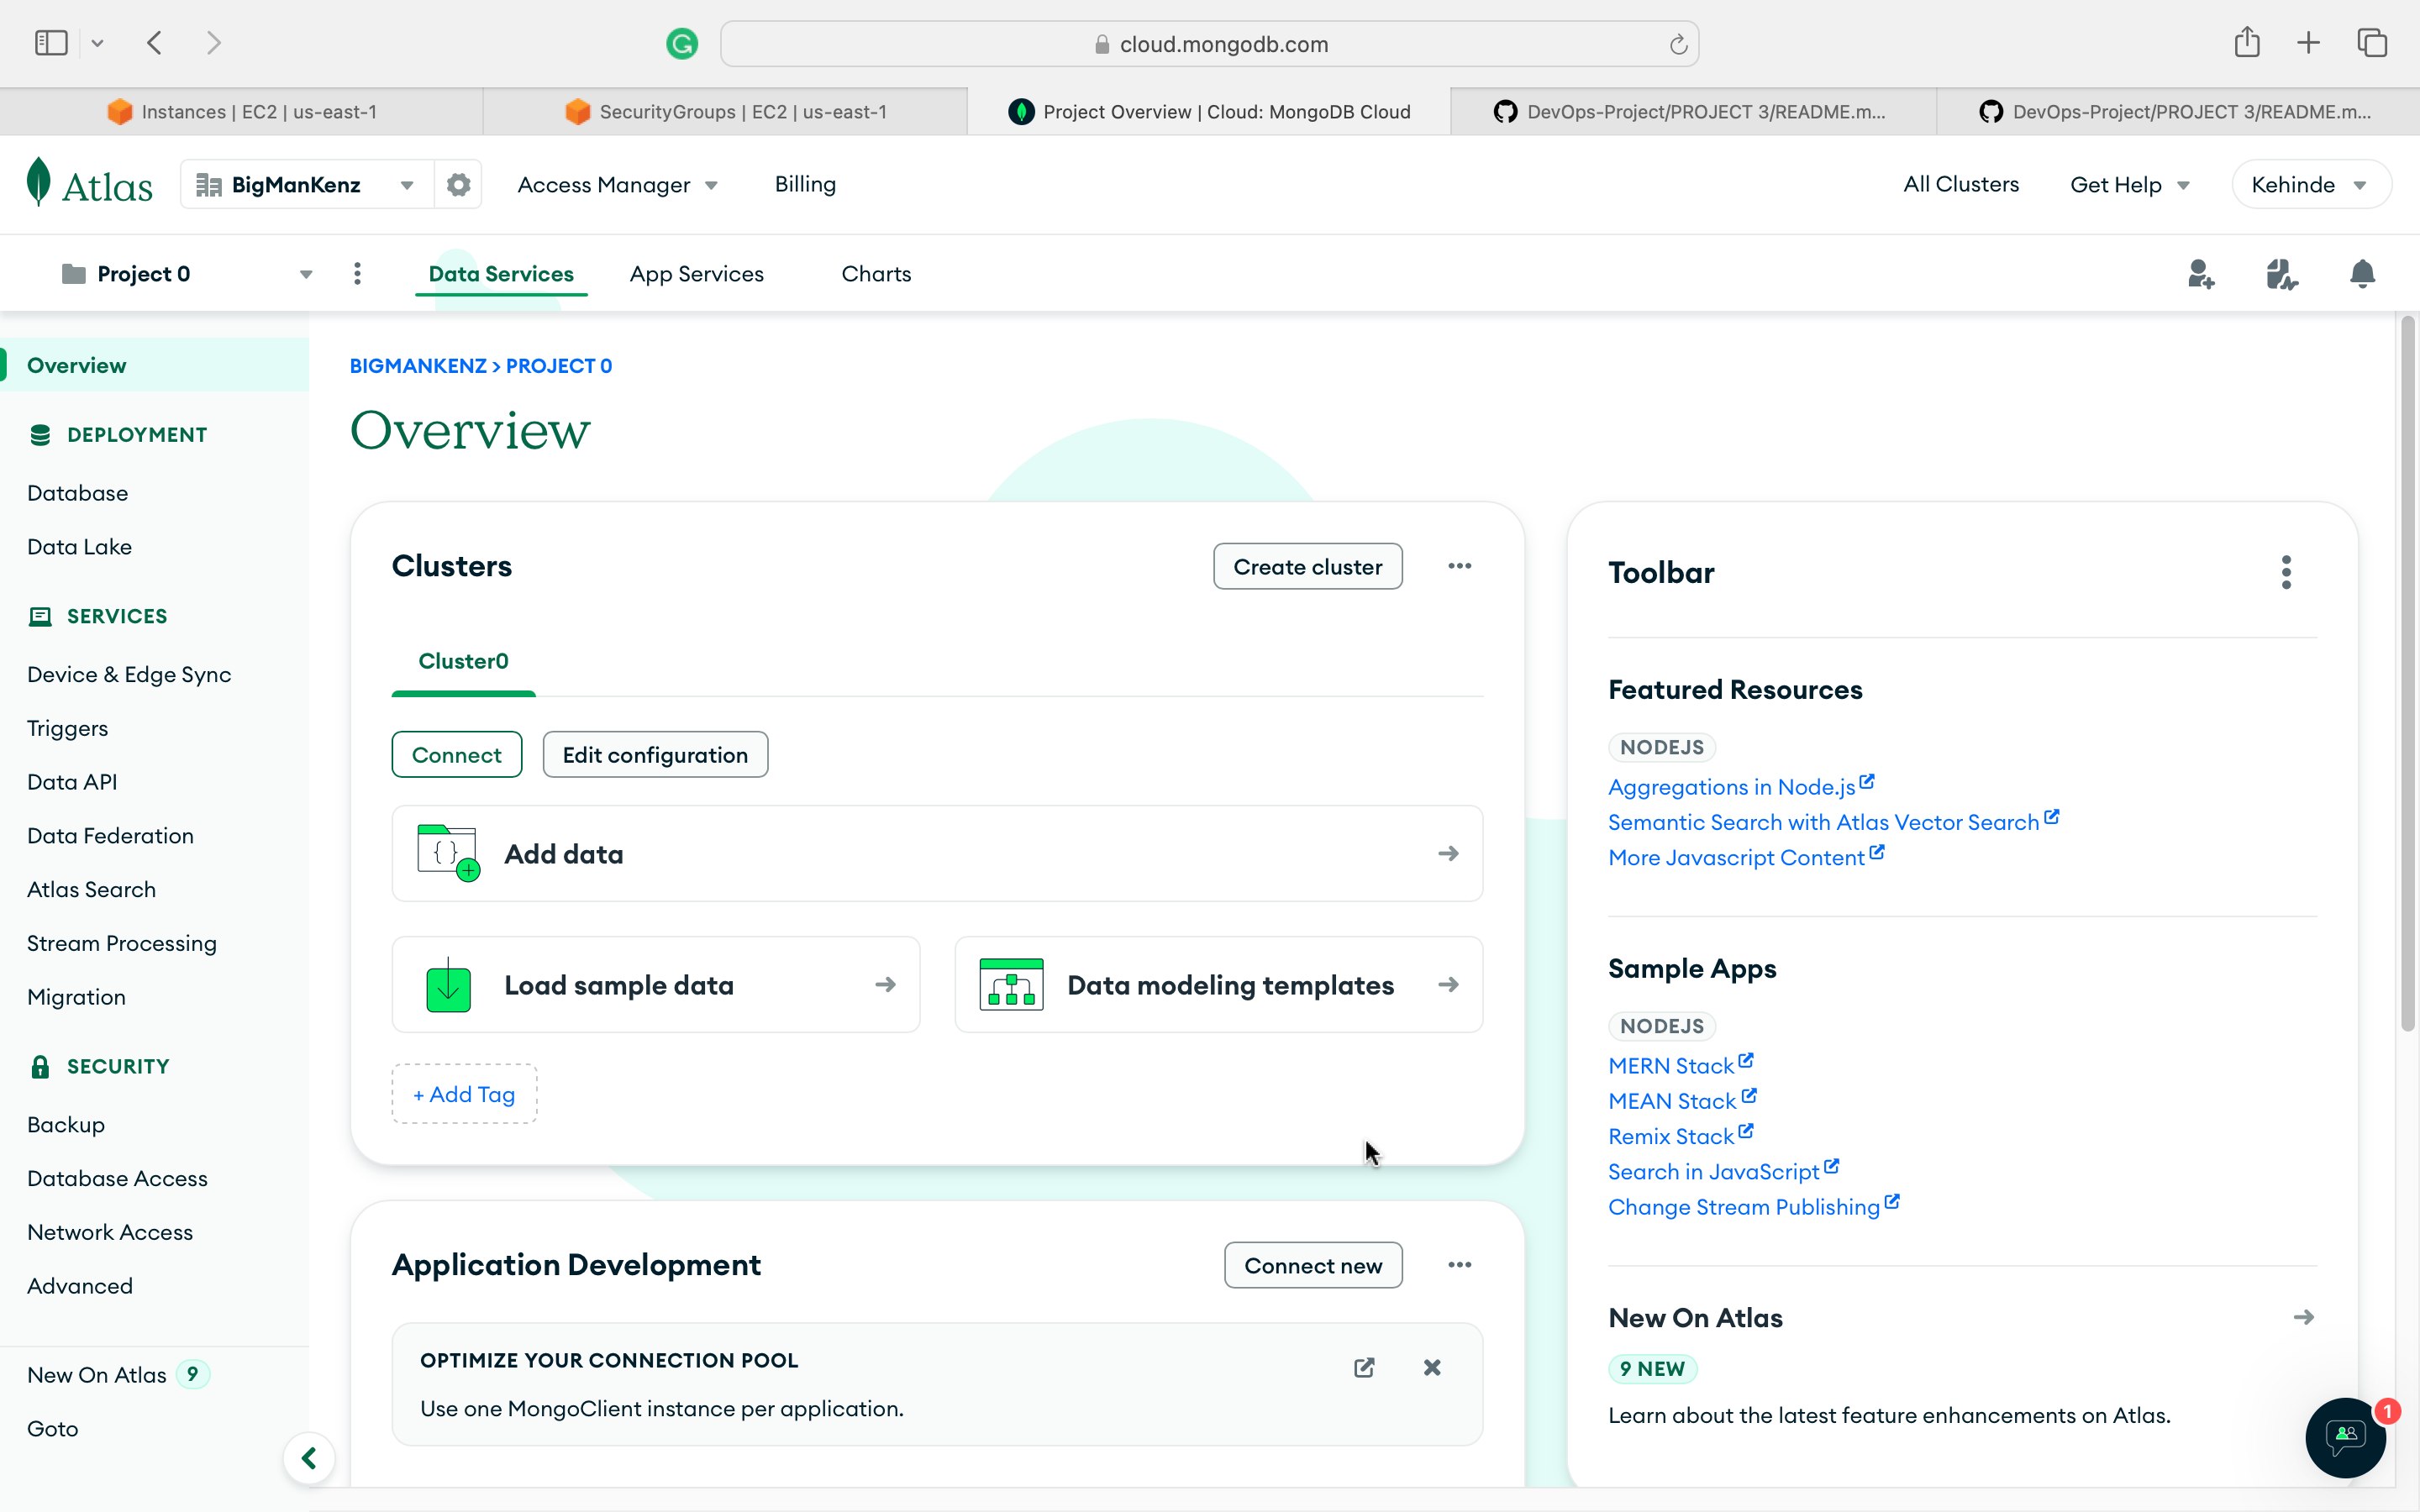 cloud.mongodb.com
Instances | EC2 | us-east-1
SecurityGroups | EC2 | us-east-1
Project Overview | Cloud: MongoDB Cloud
DevOps-Project/PROJECT 3/README.m...
DevOps-Project/PROJECT 3/README.m...
Atlas
BigManKenz
Access Manager
Billing
All Clusters
Get Help
Kehinde
Project 0
Data Services
App Services
Charts
Overview
DEPLOYMENT
Database
Data Lake
SERVICES
Device & Edge Sync
Triggers
Data API
Data Federation
Atlas Search
Stream Processing
Migration
SECURITY
Backup
Database Access
Network Access
Advanced
New On Atlas 9
Goto
BIGMANKENZ > PROJECT 0
Overview
Clusters
Create cluster
Cluster0
Connect
Edit configuration
Add data
Load sample data
Data modeling templates
+ Add Tag
Application Development
Connect new
OPTIMIZE YOUR CONNECTION POOL
Use one MongoClient instance per application.
Toolbar
Featured Resources
NODEJS
Aggregations in Node.js
Semantic Search with Atlas Vector Search
More Javascript Content
Sample Apps
NODEJS
MERN Stack
MEAN Stack
Remix Stack
Search in JavaScript
Change Stream Publishing
New On Atlas
9 NEW
Learn about the latest feature enhancements on Atlas.
1